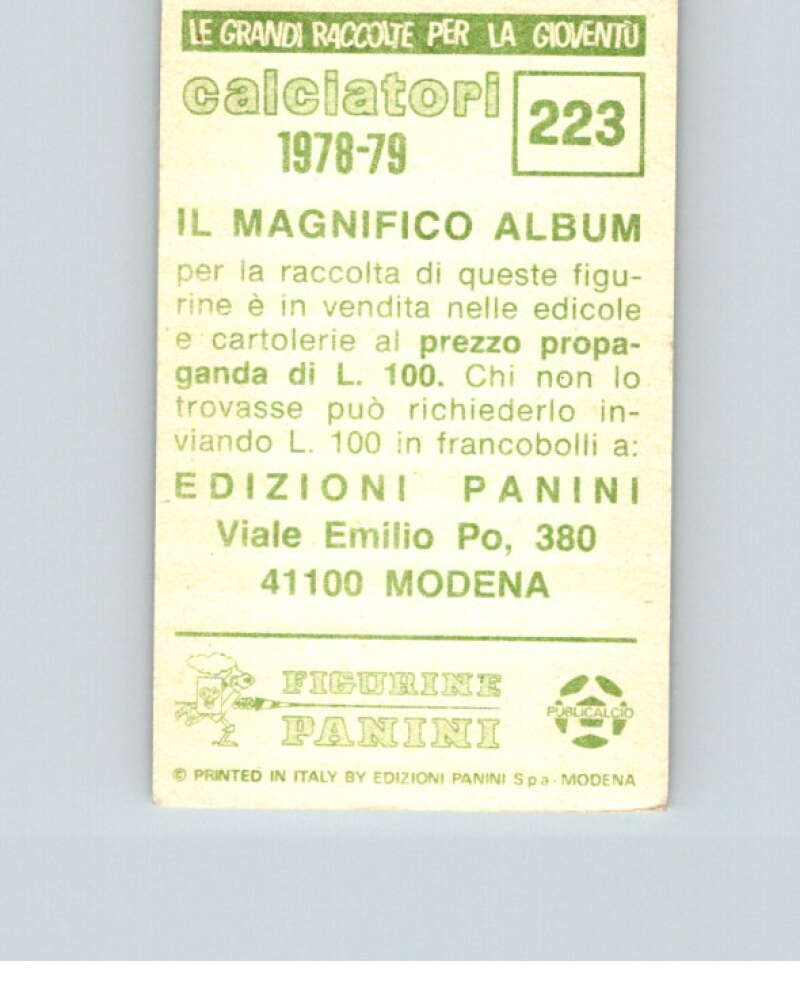 LE GRANDI RACCOLTE PER LA GIOVENTÙ
calciatori
1978-79
223
IL MAGNIFICO ALBUM
per la raccolta di queste figu-
rine è in vendita nelle edicole
e cartolerie al prezzo propa-
ganda di L. 100. Chi non lo
trovasse può richiederlo in-
viando L. 100 in francobolli a:
EDIZIONI PANINI
Viale Emilio Po, 380
41100 MODENA
FIGURINE
PANINI
PUBLICALCIO
© PRINTED IN ITALY BY EDIZIONI PANINI S.p.a. - MODENA